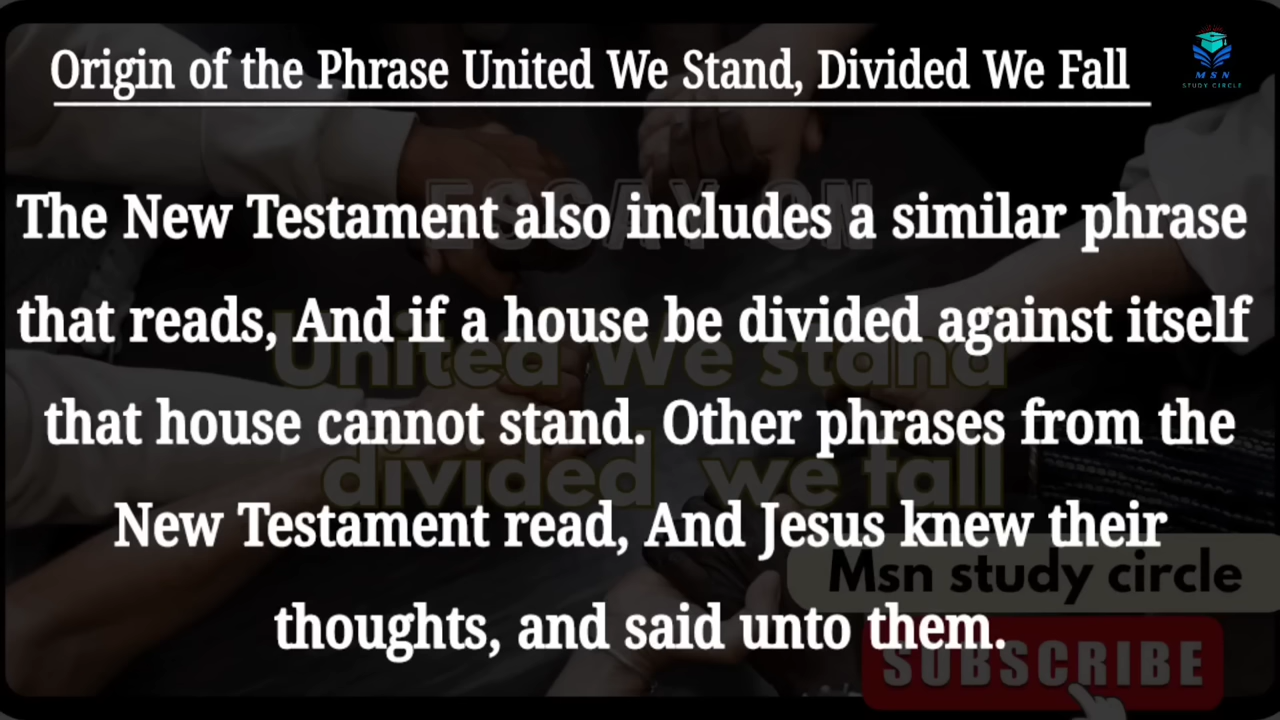 Origin of the Phrase United We Stand, Divided We Fall
MSN
STUDY CIRCLE
The New Testament also includes a similar phrase
that reads, And if a house be divided against itself
that house cannot stand. Other phrases from the
New Testament read, And Jesus knew their
thoughts, and said unto them.
ESSAY ON
United We stand
divided we fall
Msn study circle
SUBSCRIBE